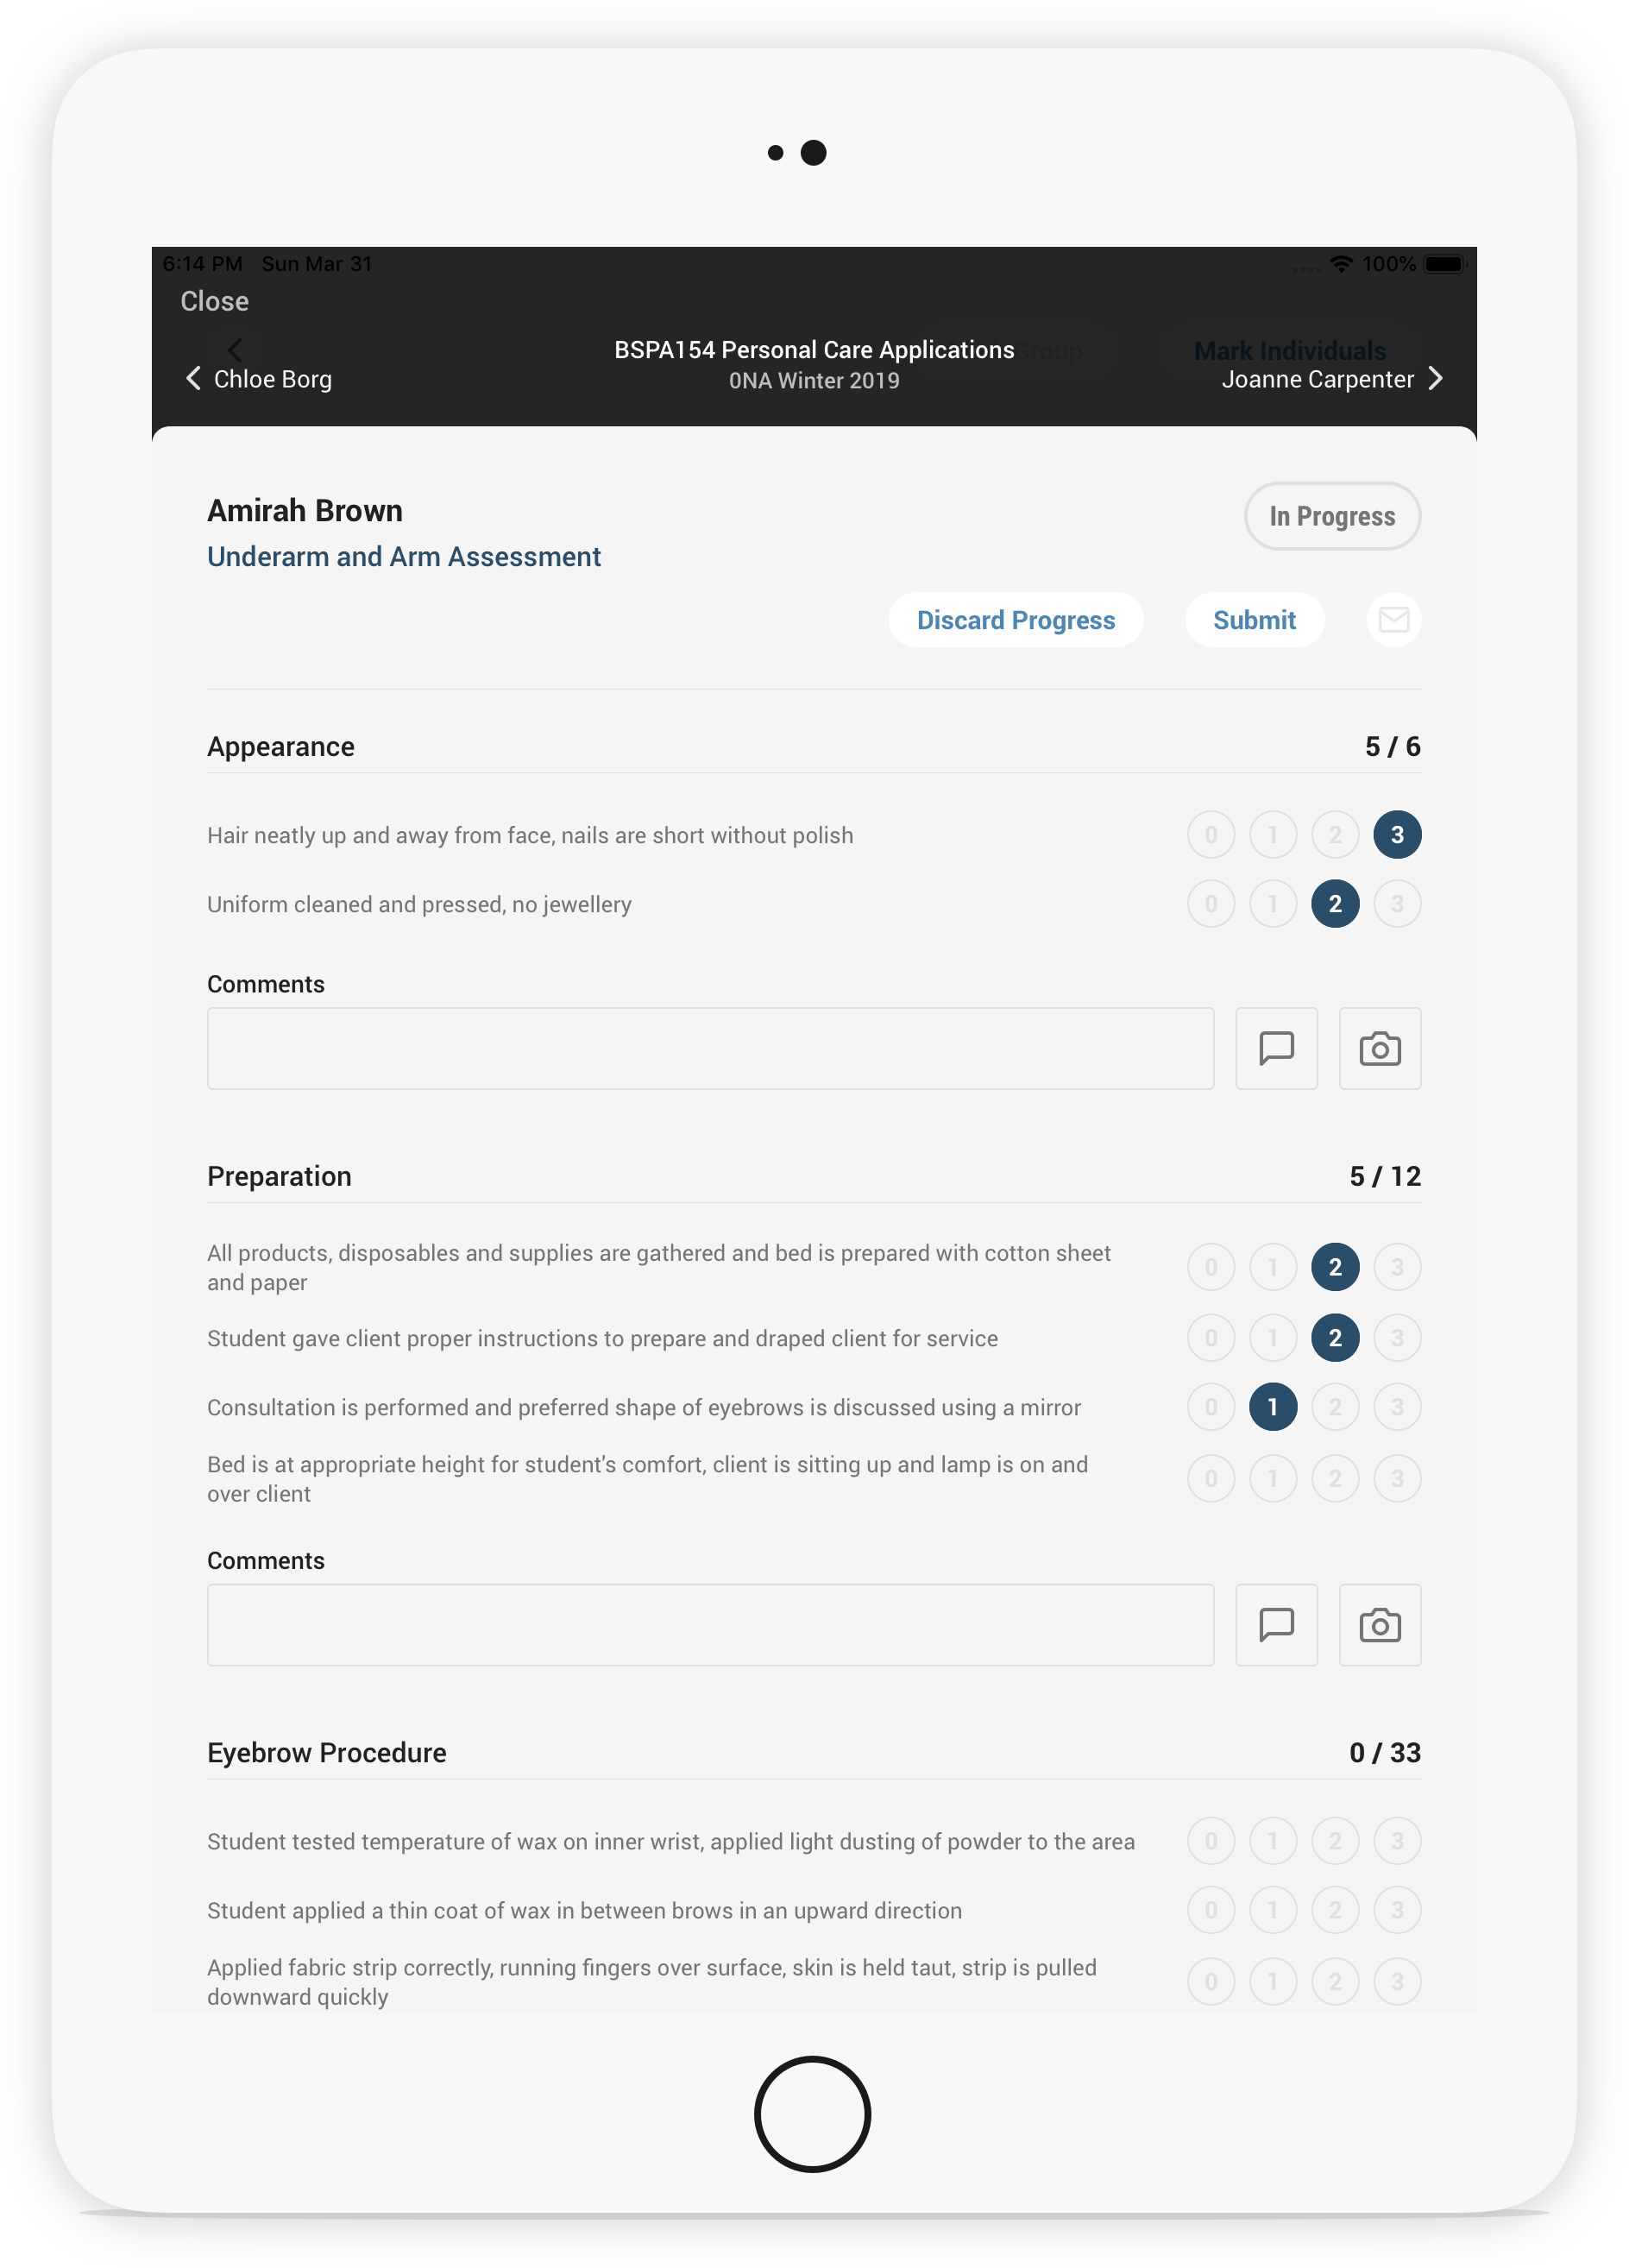 6:14 PM Sun Mar 31 100%
Close
BSPA154 Personal Care Applications Group Mark Individuals
Chloe Borg 0NA Winter 2019 Joanne Carpenter
Amirah Brown In Progress
Underarm and Arm Assessment
Discard Progress Submit
Appearance 5 / 6
Hair neatly up and away from face, nails are short without polish 0 1 2 3
Uniform cleaned and pressed, no jewellery 0 1 2 3
Comments
Preparation 5 / 12
All products, disposables and supplies are gathered and bed is prepared with cotton sheet
and paper 0 1 2 3
Student gave client proper instructions to prepare and draped client for service 0 1 2 3
Consultation is performed and preferred shape of eyebrows is discussed using a mirror 0 1 2 3
Bed is at appropriate height for student's comfort, client is sitting up and lamp is on and
over client 0 1 2 3
Comments
Eyebrow Procedure 0 / 33
Student tested temperature of wax on inner wrist, applied light dusting of powder to the area 0 1 2 3
Student applied a thin coat of wax in between brows in an upward direction 0 1 2 3
Applied fabric strip correctly, running fingers over surface, skin is held taut, strip is pulled
downward quickly 0 1 2 3